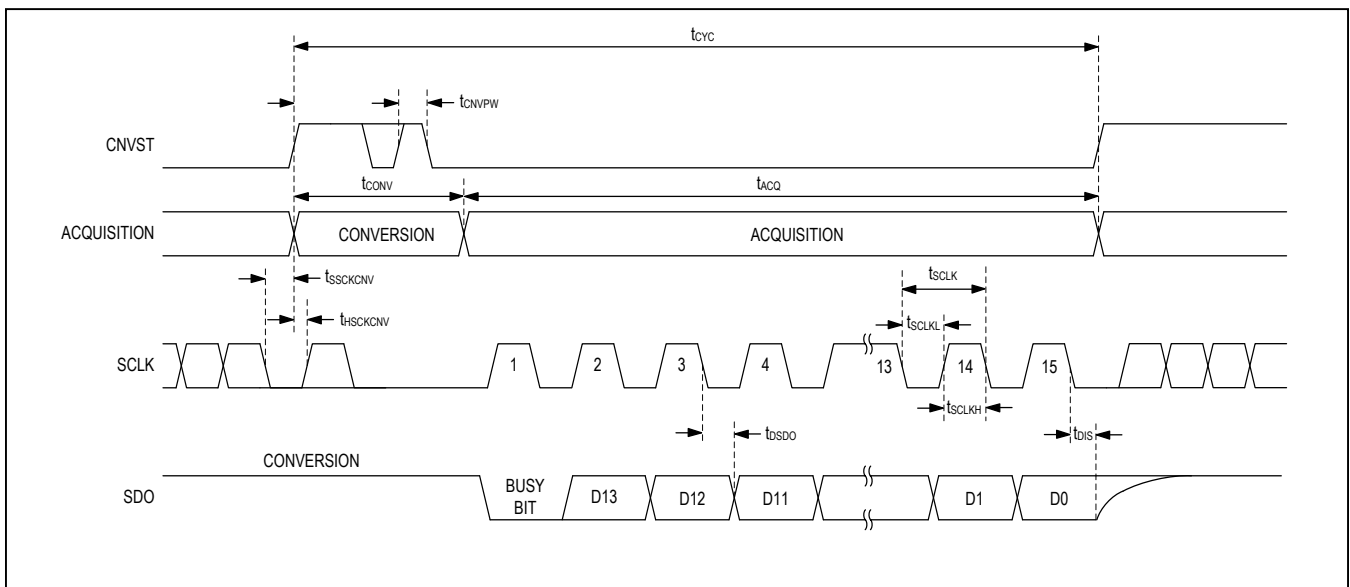 tCYC
tCNVPW
CNVST
tCONV
tACQ
ACQUISITION
CONVERSION
ACQUISITION
tSSCKCNV
tHSCKCNV
tSCLK
tSCLKL
SCLK
1
2
3
4
13
14
15
tSCLKH
tDSDO
tDIS
CONVERSION
SDO
BUSY
BIT
D13
D12
D11
D1
D0